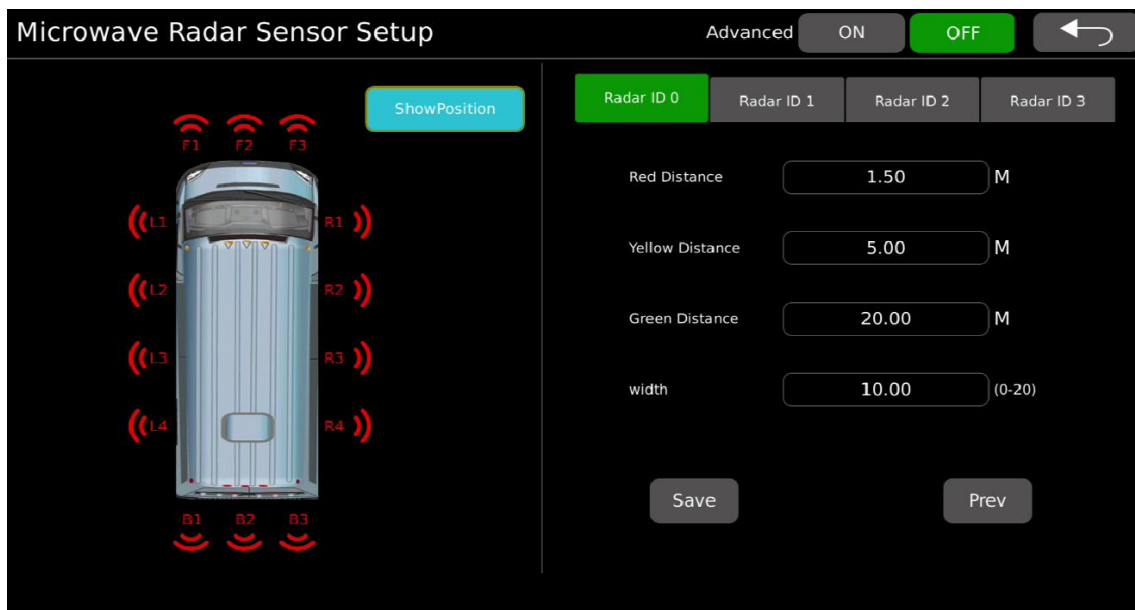 Microwave Radar Sensor Setup
Advanced ON OFF
ShowPosition
F1 F2 F3
L1 R1
L2 R2
L3 R3
L4 R4
B1 B2 B3
Radar ID 0 Radar ID 1 Radar ID 2 Radar ID 3
Red Distance 1.50 M
Yellow Distance 5.00 M
Green Distance 20.00 M
width 10.00 (0-20)
Save Prev